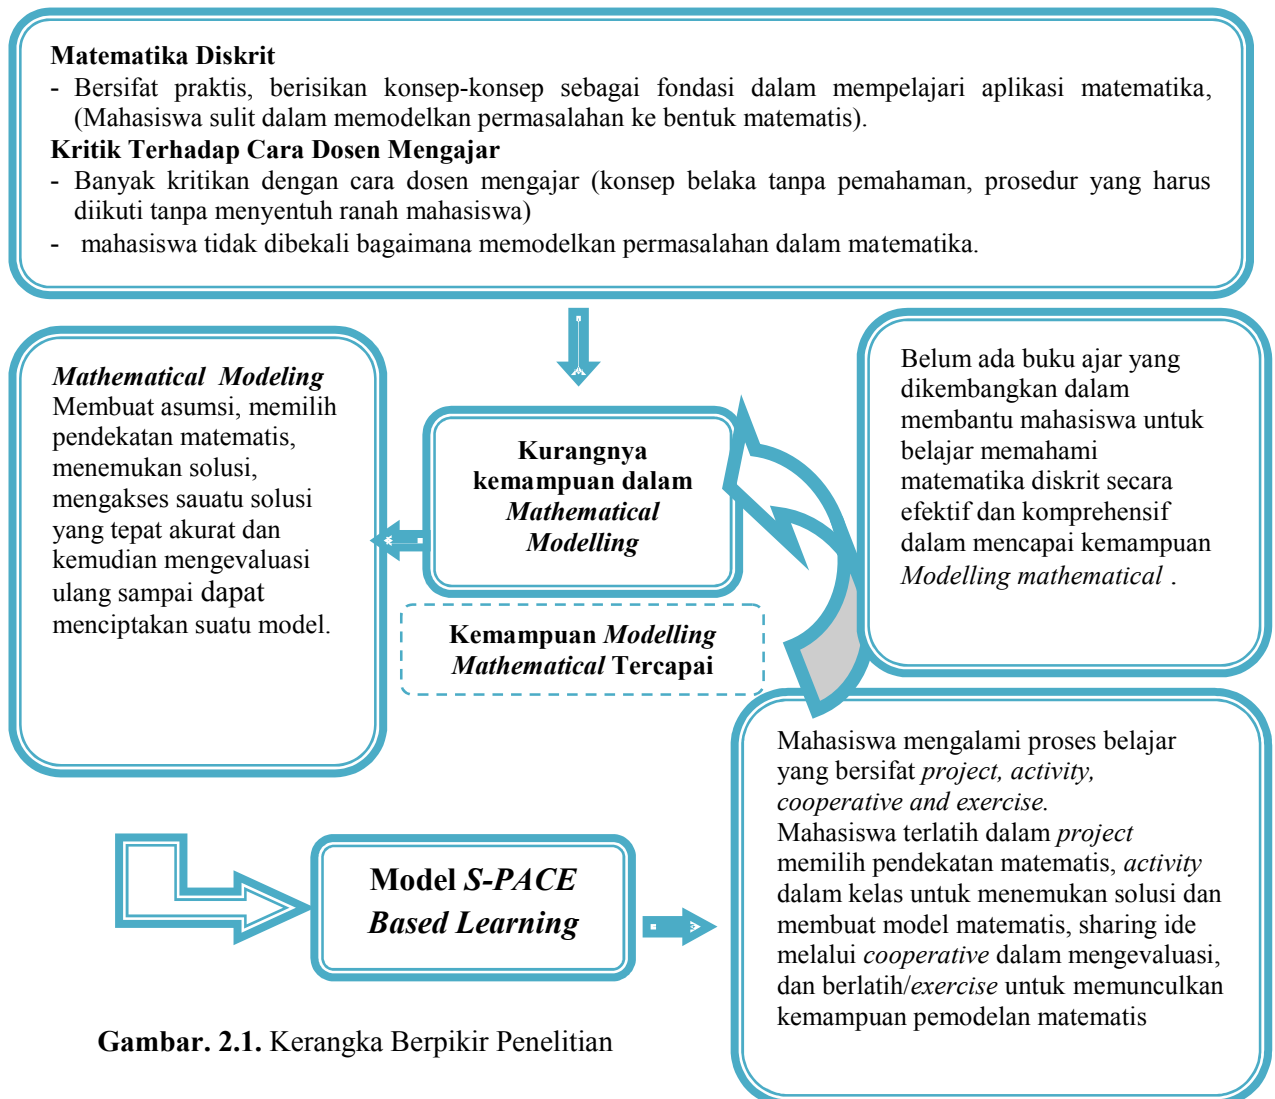 Matematika Diskrit
- Bersifat praktis, berisikan konsep-konsep sebagai fondasi dalam mempelajari aplikasi matematika,
(Mahasiswa sulit dalam memodelkan permasalahan ke bentuk matematis).
Kritik Terhadap Cara Dosen Mengajar
- Banyak kritikan dengan cara dosen mengajar (konsep belaka tanpa pemahaman, prosedur yang harus
diikuti tanpa menyentuh ranah mahasiswa)
- mahasiswa tidak dibekali bagaimana memodelkan permasalahan dalam matematika.
Mathematical Modeling
Membuat asumsi, memilih
pendekatan matematis,
menemukan solusi,
mengakses sauatu solusi
yang tepat akurat dan
kemudian mengevaluasi
ulang sampai dapat
menciptakan suatu model.
Kurangnya
kemampuan dalam
Mathematical
Modelling
Kemampuan Modelling
Mathematical Tercapai
Belum ada buku ajar yang
dikembangkan dalam
membantu mahasiswa untuk
belajar memahami
matematika diskrit secara
efektif dan komprehensif
dalam mencapai kemampuan
Modelling mathematical .
Model S-PACE
Based Learning
Mahasiswa mengalami proses belajar
yang bersifat project, activity,
cooperative and exercise.
Mahasiswa terlatih dalam project
memilih pendekatan matematis, activity
dalam kelas untuk menemukan solusi dan
membuat model matematis, sharing ide
melalui cooperative dalam mengevaluasi,
dan berlatih/exercise untuk memunculkan
kemampuan pemodelan matematis
Gambar. 2.1. Kerangka Berpikir Penelitian